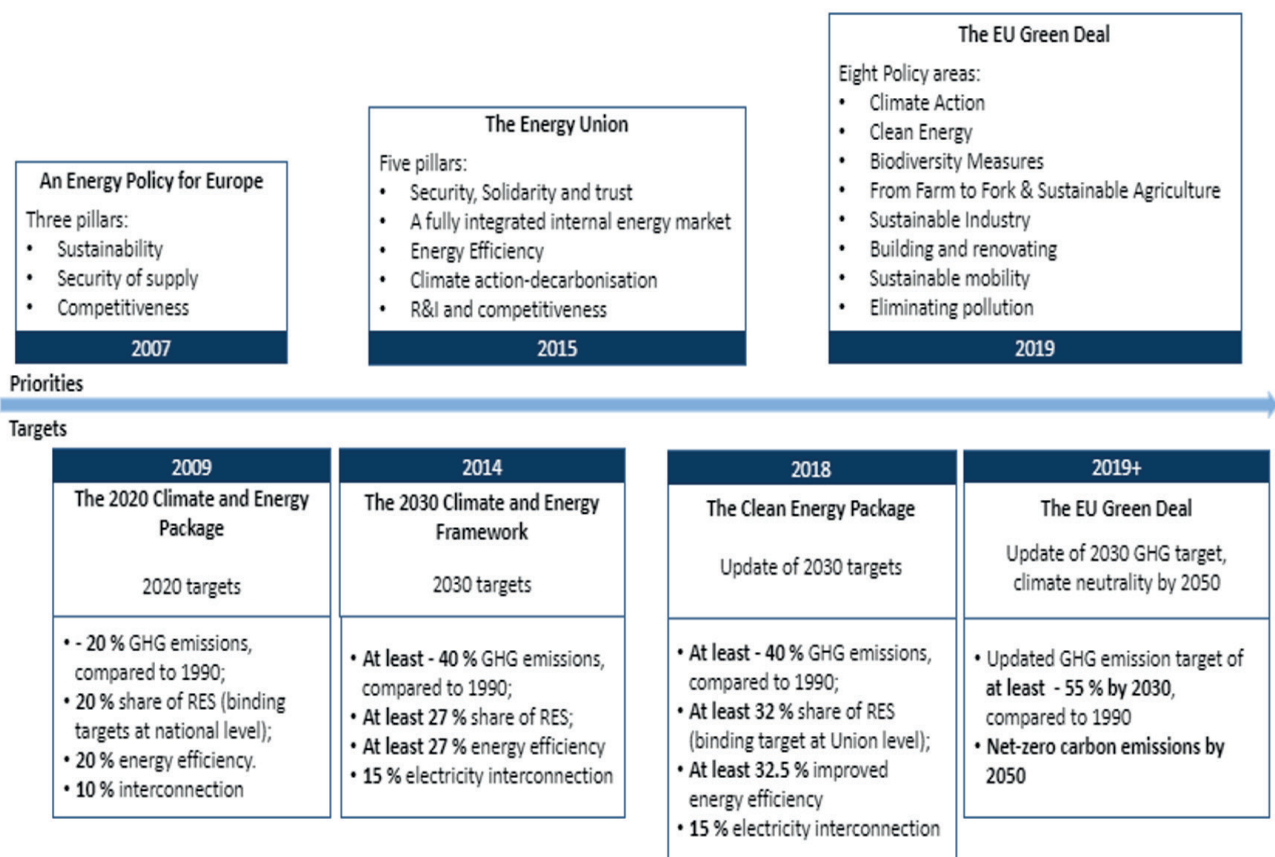 An Energy Policy for Europe
Three pillars:
• Sustainability
• Security of supply
• Competitiveness
2007
The Energy Union
Five pillars:
• Security, Solidarity and trust
• A fully integrated internal energy market
• Energy Efficiency
• Climate action-decarbonisation
• R&I and competitiveness
2015
The EU Green Deal
Eight Policy areas:
• Climate Action
• Clean Energy
• Biodiversity Measures
• From Farm to Fork & Sustainable Agriculture
• Sustainable Industry
• Building and renovating
• Sustainable mobility
• Eliminating pollution
2019
Priorities
Targets
2009
The 2020 Climate and Energy
Package
2020 targets
• - 20 % GHG emissions,
compared to 1990;
• 20 % share of RES (binding
targets at national level);
• 20 % energy efficiency.
• 10 % interconnection
2014
The 2030 Climate and Energy
Framework
2030 targets
• At least - 40 % GHG emissions,
compared to 1990;
• At least 27 % share of RES;
• At least 27 % energy efficiency
• 15 % electricity interconnection
2018
The Clean Energy Package
Update of 2030 targets
• At least - 40 % GHG emissions,
compared to 1990;
• At least 32 % share of RES
(binding target at Union level);
• At least 32.5 % improved
energy efficiency
• 15 % electricity interconnection
2019+
The EU Green Deal
Update of 2030 GHG target,
climate neutrality by 2050
• Updated GHG emission target of
at least - 55 % by 2030,
compared to 1990
• Net-zero carbon emissions by
2050